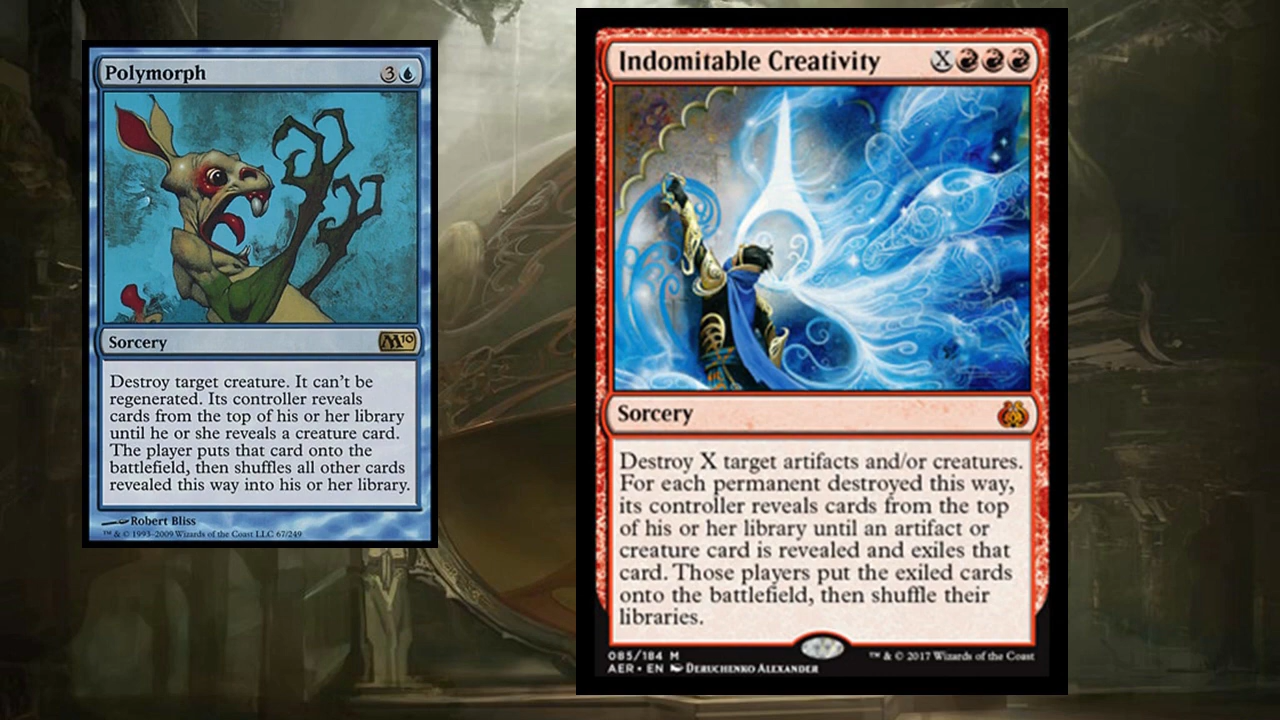 Polymorph
3
Sorcery
M10
Destroy target creature. It can't be
regenerated. Its controller reveals
cards from the top of his or her library
until he or she reveals a creature card.
The player puts that card onto the
battlefield, then shuffles all other cards
revealed this way into his or her library.
Robert Bliss
™ & © 1993–2009 Wizards of the Coast LLC 67/249
Indomitable Creativity
X
Sorcery
Destroy X target artifacts and/or creatures.
For each permanent destroyed this way,
its controller reveals cards from the top
of his or her library until an artifact or
creature card is revealed and exiles that
card. Those players put the exiled cards
onto the battlefield, then shuffle their
libraries.
085/184 M
AER • EN Deruchenko Alexander
™ & © 2017 Wizards of the Coast